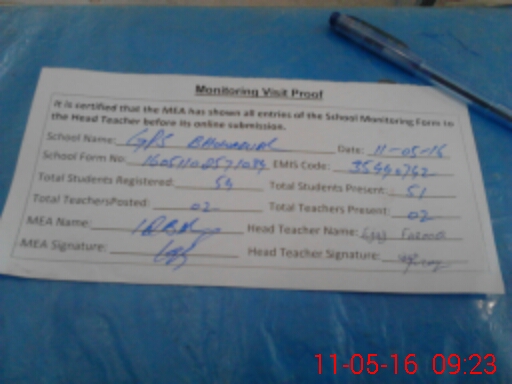 Monitoring Visit Proof
It is certified that the MEA has shown all entries of the School Monitoring Form to
the Head Teacher before its online submission.
School Name: GPS Date: 11-05-16
School Form No: EMIS Code:
Total Students Registered: 59 Total Students Present: 51
Total TeachersPosted: 02 Total Teachers Present: 02
MEA Name: Head Teacher Name:
MEA Signature: Head Teacher Signature:
11-05-16 09:23